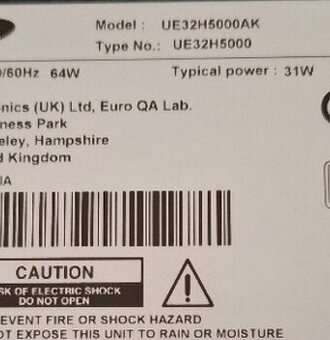 Model : UE32H5000AK
Type No.: UE32H5000
/60Hz 64W Typical power : 31W
onics (UK) Ltd, Euro QA Lab.
ness Park
eley, Hampshire
d Kingdom
IA
CAUTION
SK OF ELECTRIC SHOCK
DO NOT OPEN
EVENT FIRE OR SHOCK HAZARD
OT EXPOSE THIS UNIT TO RAIN OR MOISTURE